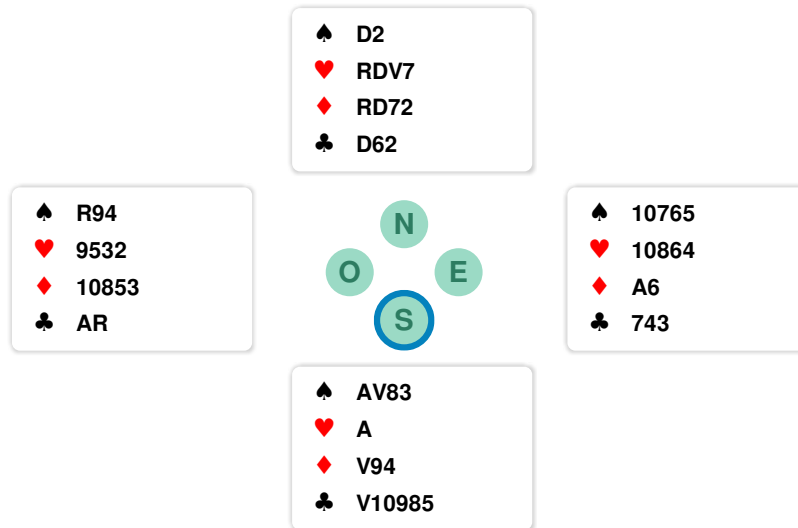 ♠ D2
♥ RDV7
♦ RD72
♣ D62
♠ R94
♥ 9532
♦ 10853
♣ AR
N
O E
S
♠ 10765
♥ 10864
♦ A6
♣ 743
♠ AV83
♥ A
♦ V94
♣ V10985